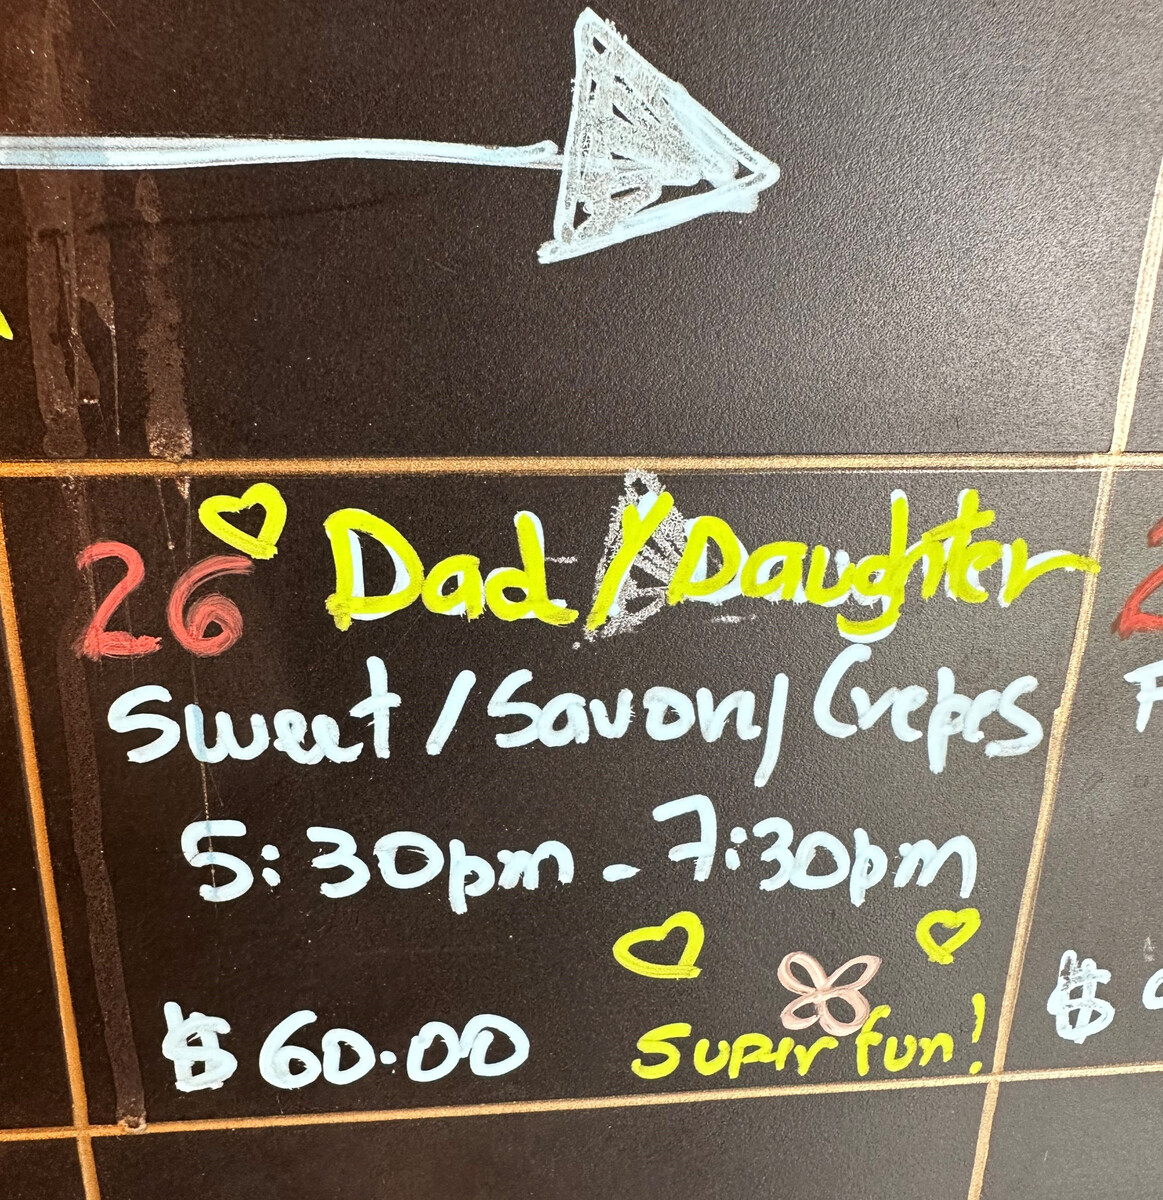 26 Dad / Daughter
Sweet / Savory Crepes
5:30pm - 7:30pm
$60.00
super fun!
$